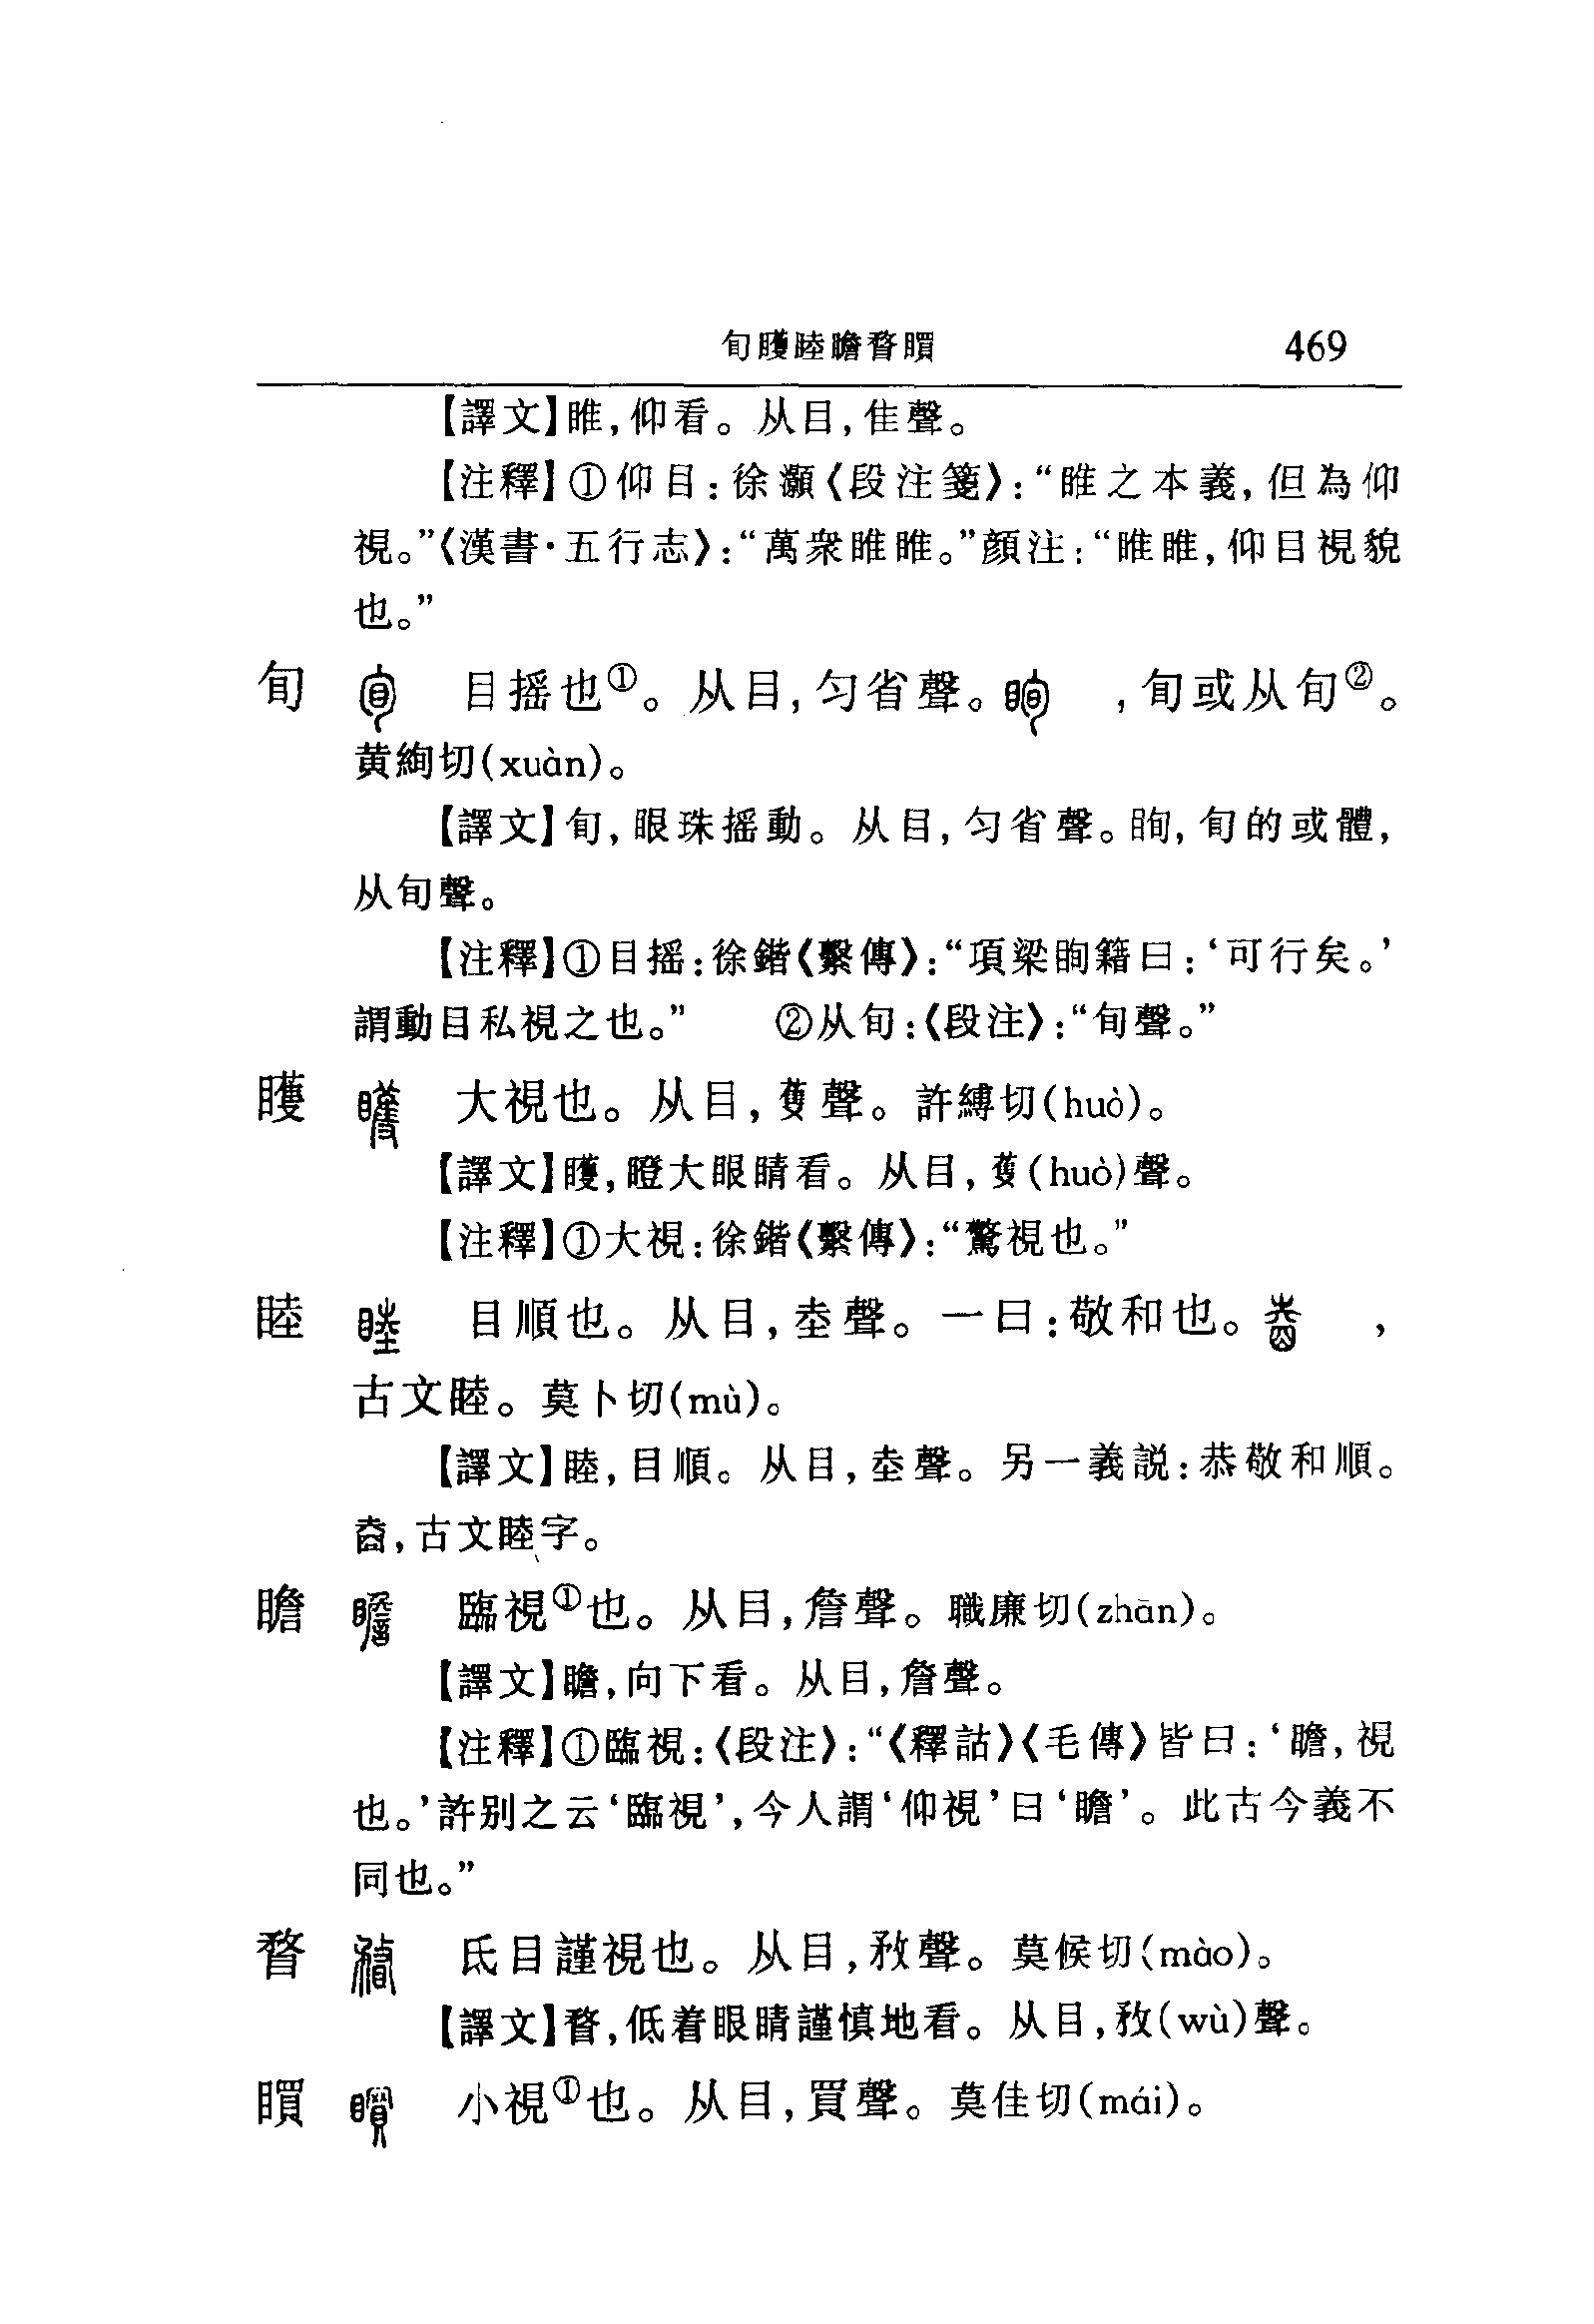 旬矆睦瞻瞀䁲 469
【譯文】睢,仰看。从目,隹聲。
【注釋】①仰目:徐灝〈段注箋〉:“睢之本義,但為仰
視。”〈漢書·五行志〉:“萬衆睢睢。”顔注:“睢睢,仰目視貌
也。”
旬 目摇也①。从目,勻省聲。 ,旬或从旬②。
黄絢切(xuàn)。
【譯文】旬,眼珠摇動。从目,勻省聲。眴,旬的或體,
从旬聲。
【注釋】①目摇:徐鍇〈繫傳〉:“項梁眴籍曰:‘可行矣。’
謂動目私視之也。” ②从旬:〈段注〉:“旬聲。”
矆 大視也。从目,蒦聲。許縛切(huò)。
【譯文】矆,瞪大眼睛看。从目,蒦(huò)聲。
【注釋】①大視:徐鍇〈繫傳〉:“驚視也。”
睦 目順也。从目,坴聲。一曰:敬和也。 ,
古文睦。莫卜切(mù)。
【譯文】睦,目順。从目,坴聲。另一義説:恭敬和順。
,古文睦字。
瞻 臨視①也。从目,詹聲。職廉切(zhān)。
【譯文】瞻,向下看。从目,詹聲。
【注釋】①臨視:〈段注〉:“〈釋詁〉〈毛傳〉皆曰:‘瞻,視
也。’許别之云‘臨視’,今人謂‘仰視’曰‘瞻’。此古今義不
同也。”
瞀 氐目謹視也。从目,敄聲。莫候切(mào)。
【譯文】瞀,低着眼睛謹慎地看。从目,敄(wù)聲。
䁲 小視①也。从目,買聲。莫佳切(mái)。